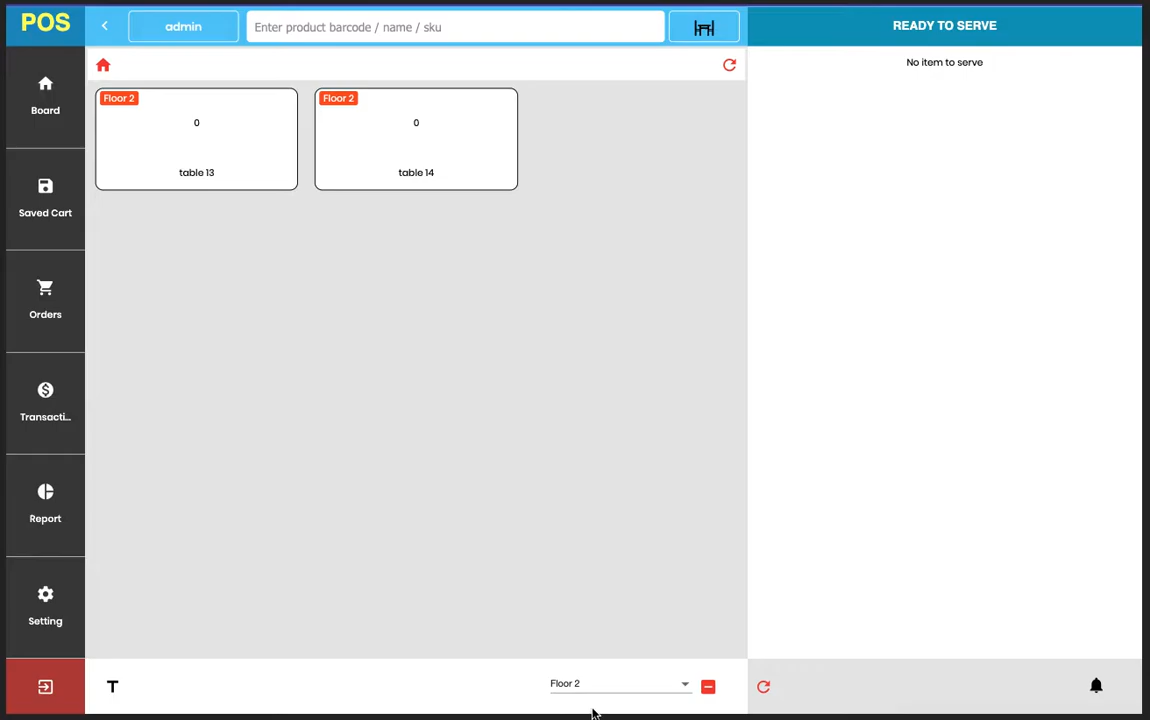 POS
admin
Enter product barcode / name / sku
READY TO SERVE
No item to serve
Board
Saved Cart
Orders
Transacti...
Report
Setting
Floor 2
0
table 13
Floor 2
0
table 14
T
Floor 2